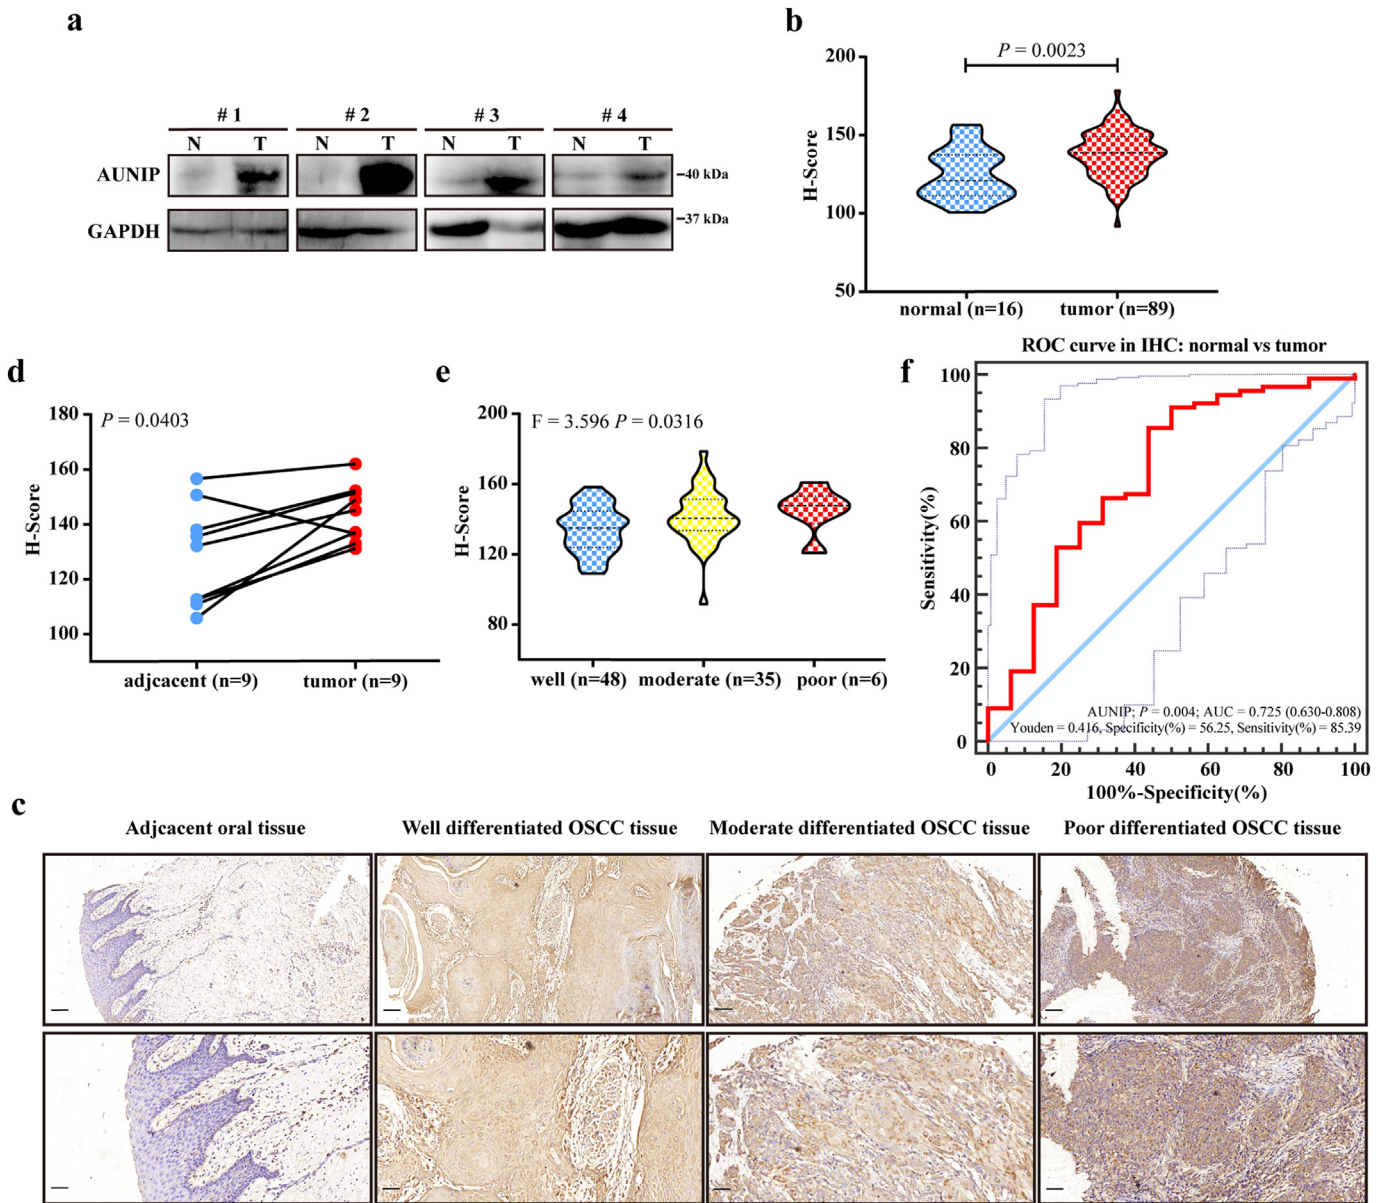 a
# 1 # 2 # 3 # 4
N T N T N T N T
AUNIP
–40 kDa
GAPDH
–37 kDa
b
P = 0.0023
200
150
100
50
H-Score
normal (n=16) tumor (n=89)
d
P = 0.0403
180
160
140
120
100
H-Score
adjcacent (n=9) tumor (n=9)
e
F = 3.596 P = 0.0316
200
160
120
80
H-Score
well (n=48) moderate (n=35) poor (n=6)
f
ROC curve in IHC: normal vs tumor
100
80
60
40
20
0
Sensitivity(%)
AUNIP; P = 0.004; AUC = 0.725 (0.630-0.808)
Youden = 0.416, Specificity(%) = 56.25, Sensitivity(%) = 85.39
0 20 40 60 80 100
100%-Specificity(%)
c
Adjcacent oral tissue Well differentiated OSCC tissue Moderate differentiated OSCC tissue Poor differentiated OSCC tissue